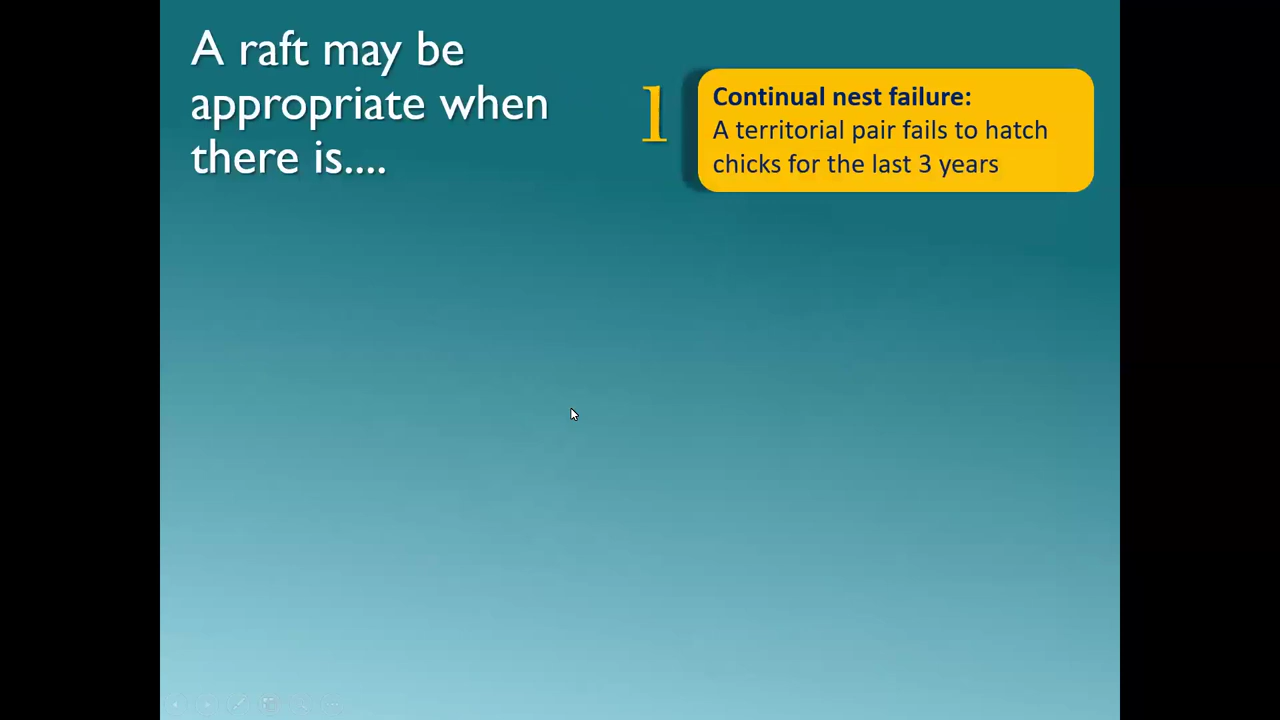 A raft may be
appropriate when
there is....
1
Continual nest failure:
A territorial pair fails to hatch
chicks for the last 3 years